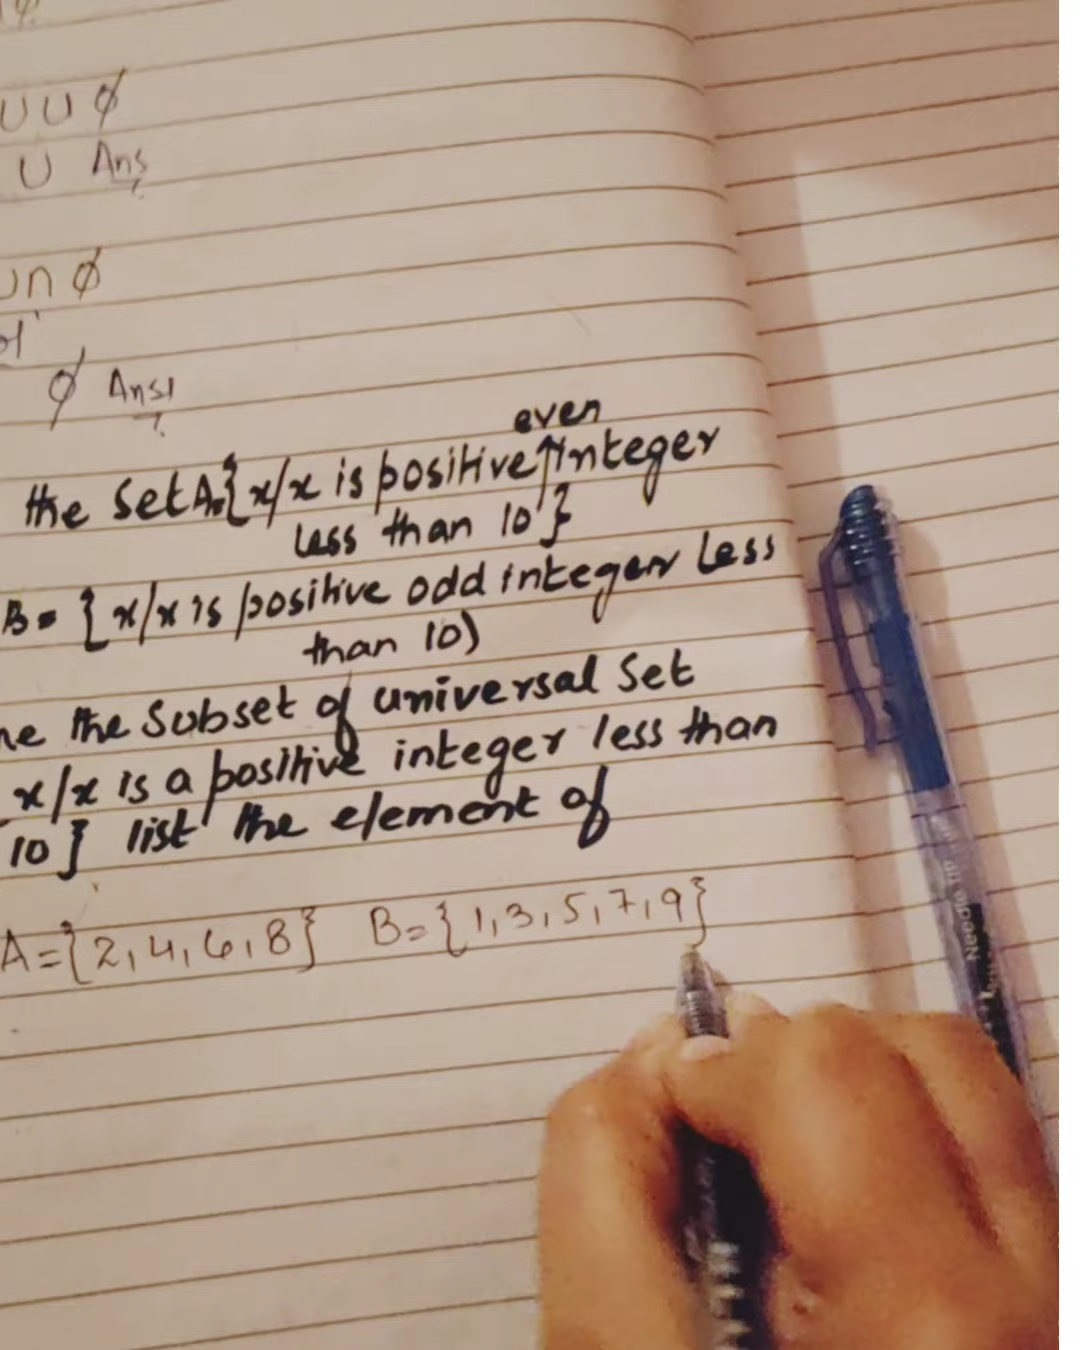 ∪ U ∅
U Ans
∩ ∅
∅ Ans
even
the Set A={x/x is positive↑integer
less than 10}
B= {x/x is positive odd integer less
than 10)
the Subset of universal Set
x/x is a positive integer less than
10} list the element of
A={2,4,6,8} B={1,3,5,7,9}
Needle tip